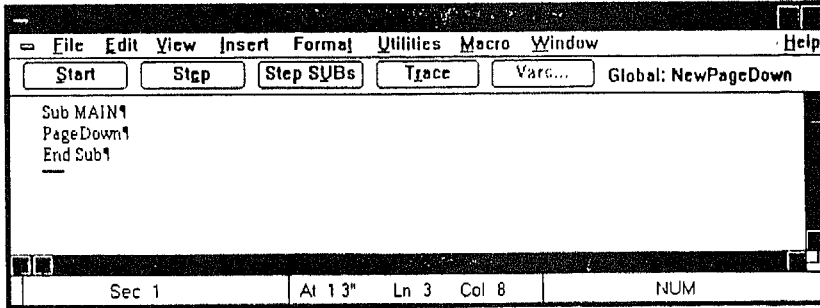 File Edit View Insert Format Utilities Macro Window Help
Start Step Step SUBs Trace Vars... Global: NewPageDown
Sub MAIN¶
PageDown¶
End Sub¶
Sec 1 At 1 3" Ln 3 Col 8 NUM